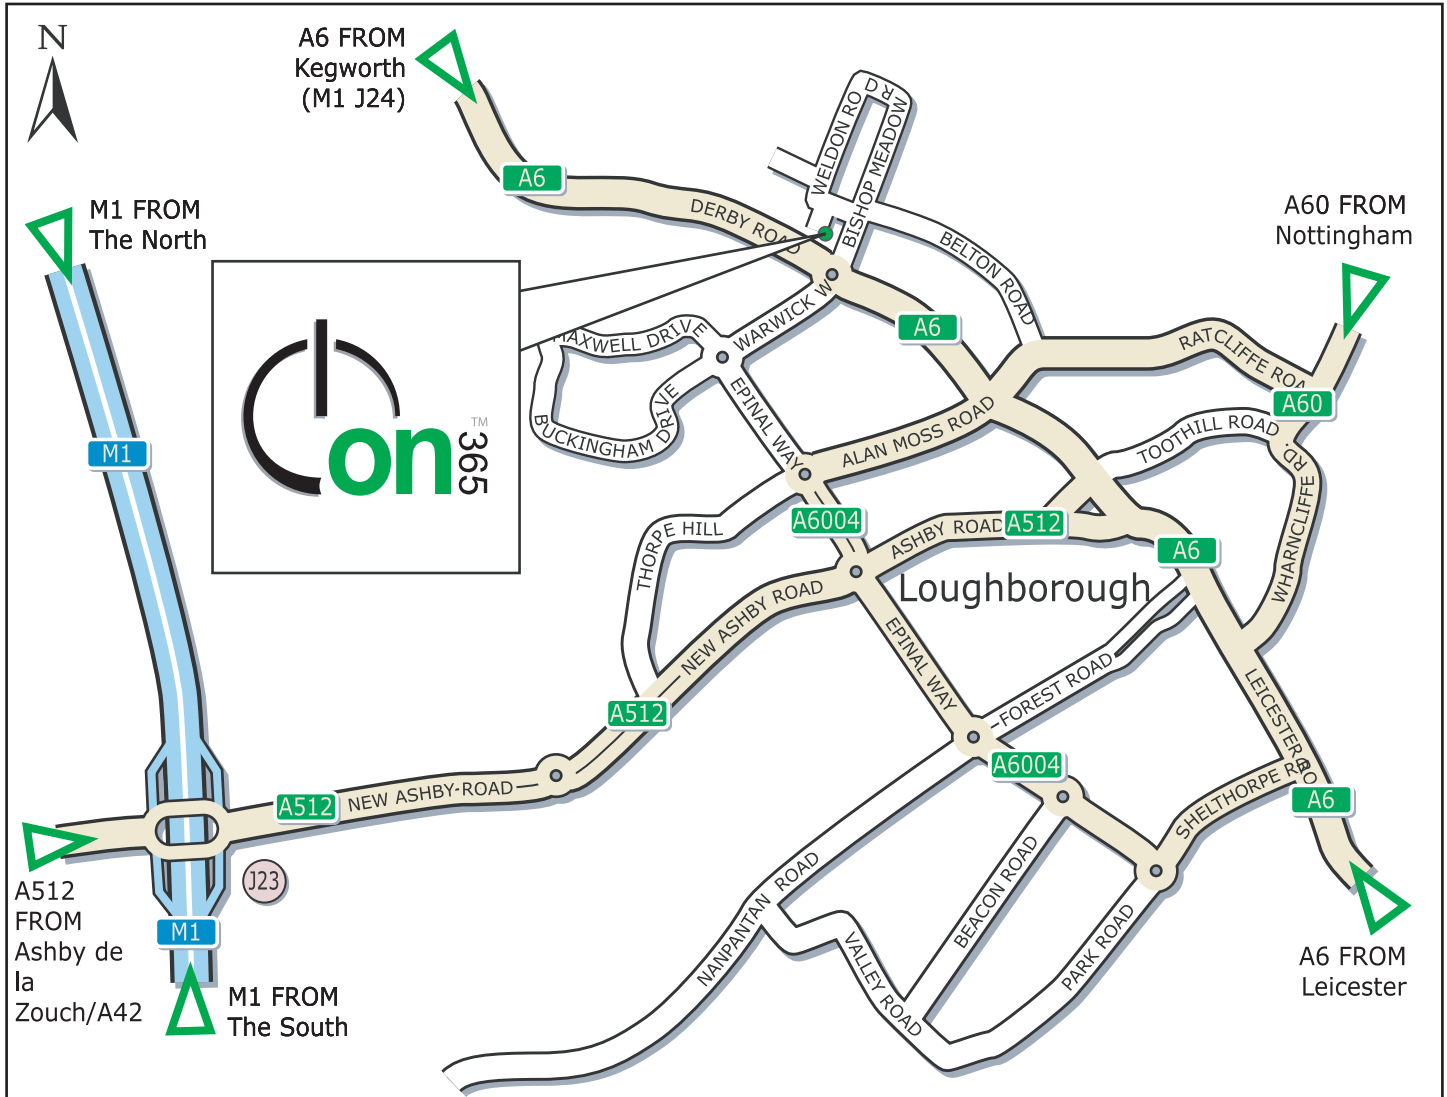 N
A6 FROM
Kegworth
(M1 J24)
M1 FROM
The North
A60 FROM
Nottingham
A6
DERBY ROAD
WELDON RO
RD
BISHOP MEADOW
BELTON ROAD
A6
WARWICK W
AXWELL DRIVE
BUCKINGHAM DRIVE
EPINAL WAY
ALAN MOSS ROAD
RATCLIFFE ROA
A60
TOOTHILL ROAD
WHARNCLIFFE RD.
M1
on
365
TM
THORPE HILL
A6004
ASHBY ROAD
A512
A6
Loughborough
NEW ASHBY ROAD
EPINAL WAY
FOREST ROAD
LEICESTER RO
A512
A6004
SHELTHORPE RD
A6
A512
NEW ASHBY-ROAD
J23
A512
FROM
Ashby de
la
Zouch/A42
M1
M1 FROM
The South
NANPANTAN ROAD
VALLEY ROAD
BEACON ROAD
PARK ROAD
A6 FROM
Leicester